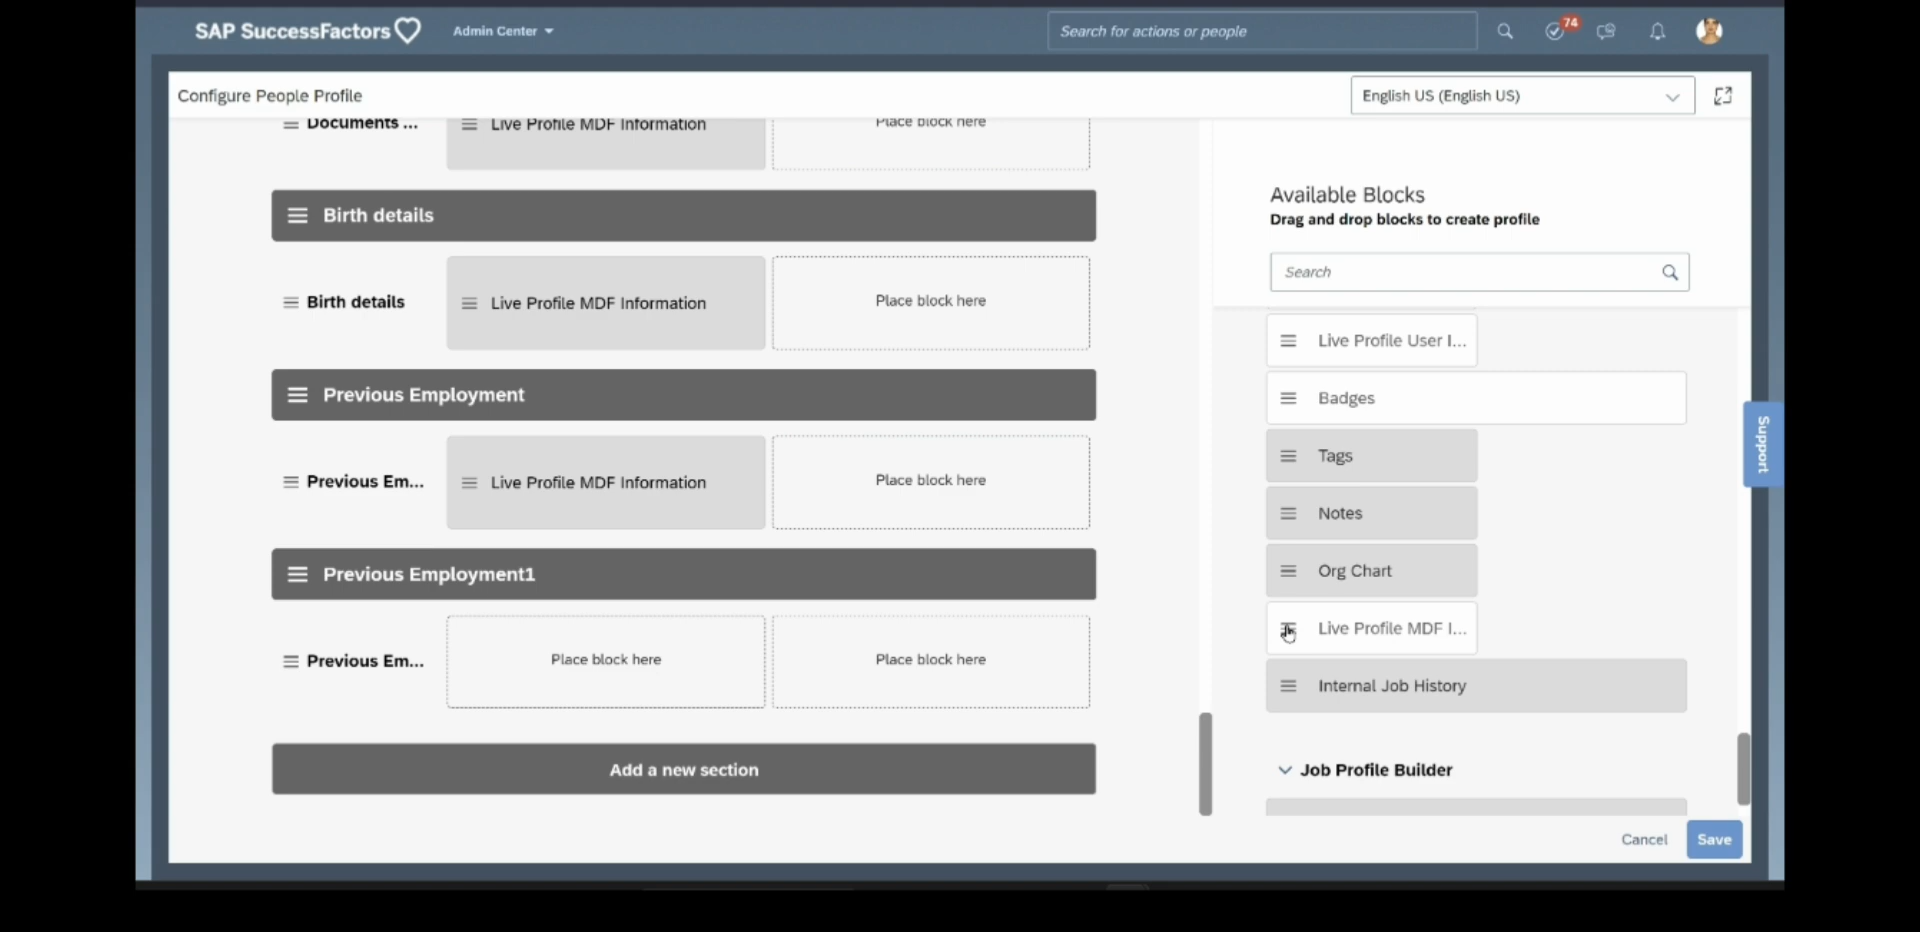 SAP SuccessFactors
Admin Center
Search for actions or people
74
Configure People Profile
English US (English US)
Documents ...
Live Profile MDF Information
Place block here
Birth details
Birth details
Live Profile MDF Information
Place block here
Previous Employment
Previous Em...
Live Profile MDF Information
Place block here
Previous Employment1
Previous Em...
Place block here
Place block here
Add a new section
Available Blocks
Drag and drop blocks to create profile
Search
Live Profile User I...
Badges
Tags
Notes
Org Chart
Live Profile MDF I...
Internal Job History
Job Profile Builder
Support
Cancel
Save